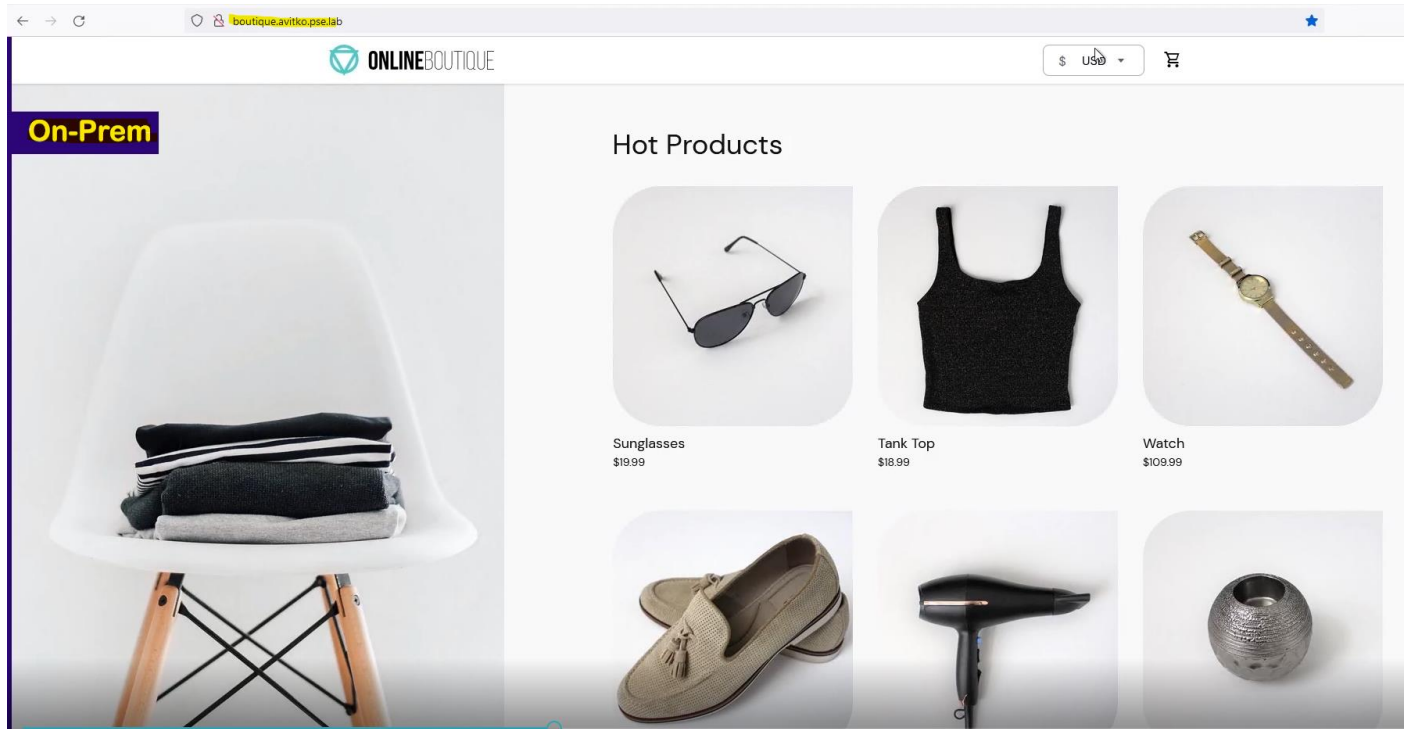 boutique.avitko.pse.lab
ONLINEBOUTIQUE
$ USD
On-Prem
Hot Products
Sunglasses
$19.99
Tank Top
$18.99
Watch
$109.99